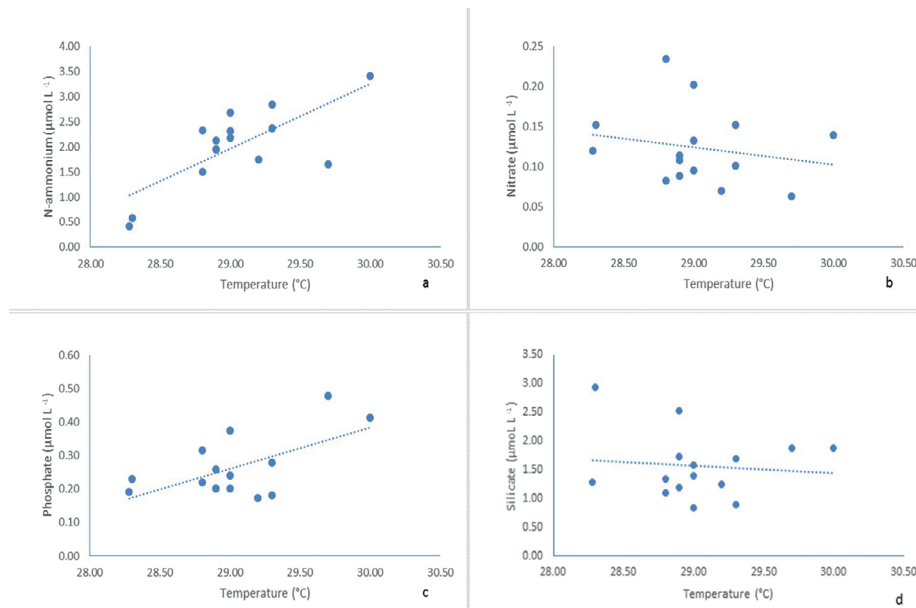 N-ammonium (µmol L⁻¹)
4.00
3.50
3.00
2.50
2.00
1.50
1.00
0.50
0.00
28.00 28.50 29.00 29.50 30.00 30.50
Temperature (°C)
a
Nitrate (µmol L⁻¹)
0.25
0.20
0.15
0.10
0.05
0.00
28.00 28.50 29.00 29.50 30.00 30.50
Temperature (°C)
b
Phosphate (µmol L⁻¹)
0.60
0.50
0.40
0.30
0.20
0.10
0.00
28.00 28.50 29.00 29.50 30.00 30.50
Temperature (°C)
c
Silicate (µmol L⁻¹)
3.50
3.00
2.50
2.00
1.50
1.00
0.50
0.00
28.00 28.50 29.00 29.50 30.00 30.50
Temperature (°C)
d